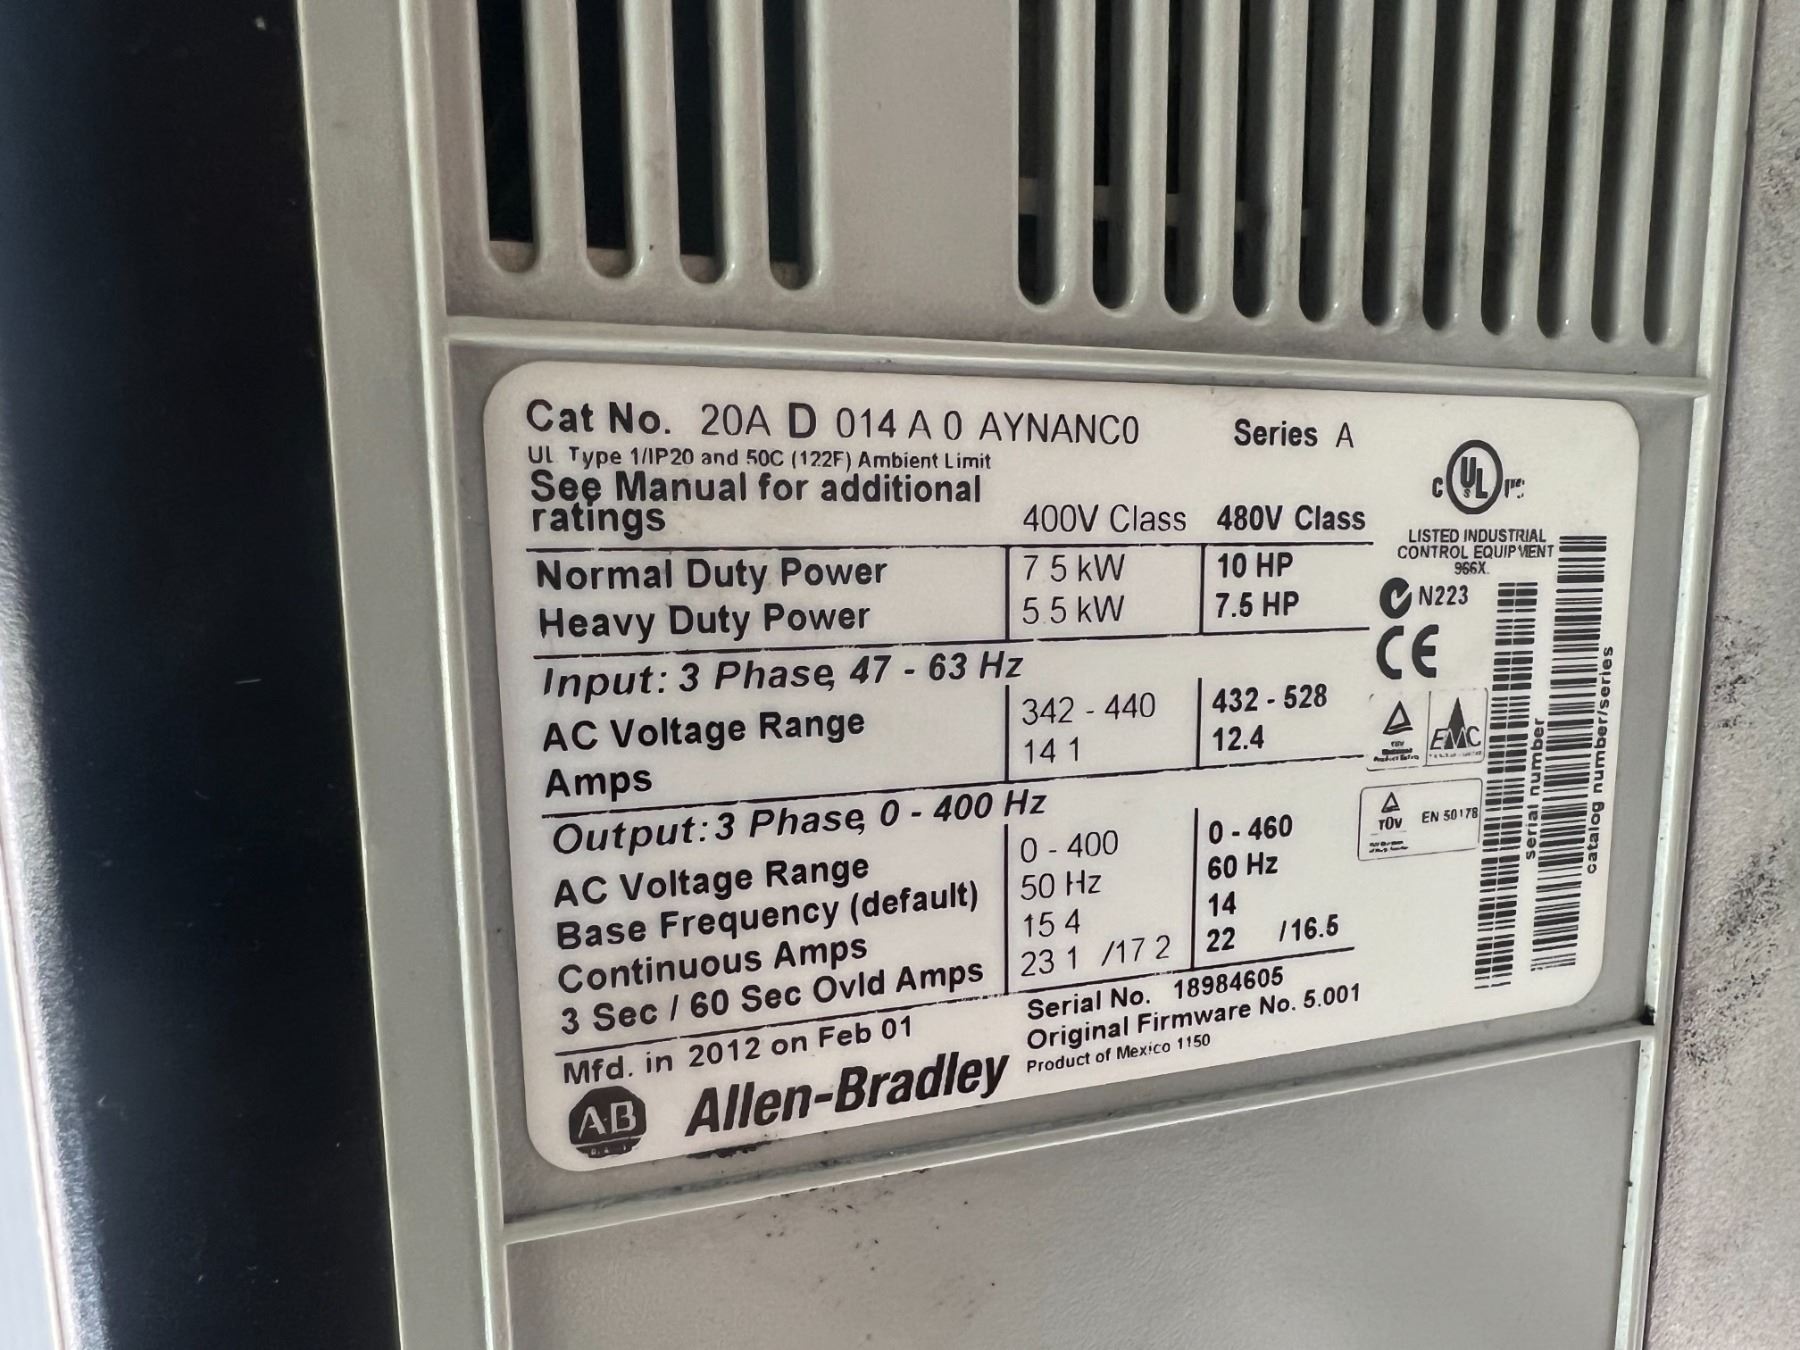 Cat No. 20A D 014 A 0 AYNANC0 Series A
UL Type 1/IP20 and 50C (122F) Ambient Limit
See Manual for additional
ratings 400V Class 480V Class
Normal Duty Power 7 5 kW 10 HP
Heavy Duty Power 5 5 kW 7.5 HP
Input: 3 Phase, 47 - 63 Hz
AC Voltage Range 342 - 440 432 - 528
Amps 14 1 12.4
Output: 3 Phase, 0 - 400 Hz
AC Voltage Range 0 - 400 0 - 460
Base Frequency (default) 50 Hz 60 Hz
Continuous Amps 15 4 14
3 Sec / 60 Sec Ovld Amps 23 1 /17 2 22 /16.5
Mfd. in 2012 on Feb 01
Serial No. 18984605
Original Firmware No. 5.001
Product of Mexico 1150
A-B Allen-Bradley
C UL S
LISTED INDUSTRIAL
CONTROL EQUIPMENT
966X
N223
CE
TÜV
EMC
TÜV EN 50178
serial number
catalog number/series